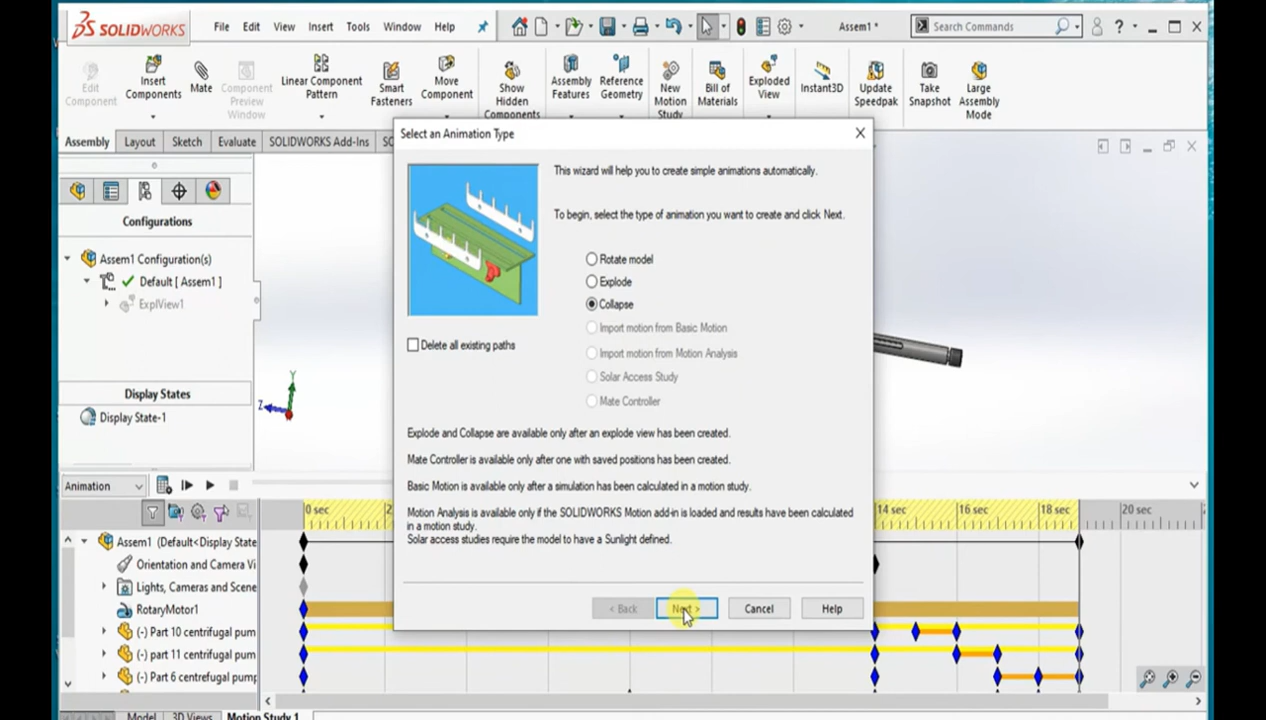 SOLIDWORKS
File Edit View Insert Tools Window Help
Assem1 *
Search Commands
?
Edit Component
Insert Components
Mate
Component Preview Window
Linear Component Pattern
Smart Fasteners
Move Component
Show Hidden Components
Assembly Features
Reference Geometry
New Motion Study
Bill of Materials
Exploded View
Instant3D
Update Speedpak
Take Snapshot
Large Assembly Mode
Assembly Layout Sketch Evaluate SOLIDWORKS Add-Ins
Select an Animation Type
This wizard will help you to create simple animations automatically.
To begin, select the type of animation you want to create and click Next.
Rotate model
Explode
Collapse
Import motion from Basic Motion
Import motion from Motion Analysis
Solar Access Study
Mate Controller
Delete all existing paths
Explode and Collapse are available only after an explode view has been created.
Mate Controller is available only after one with saved positions has been created.
Basic Motion is available only after a simulation has been calculated in a motion study.
Motion Analysis is available only if the SOLIDWORKS Motion add-in is loaded and results have been calculated
in a motion study.
Solar access studies require the model to have a Sunlight defined.
< Back Next > Cancel Help
Configurations
Assem1 Configuration(s)
Default [ Assem1 ]
ExplView1
Display States
Display State-1
Y
Z
Animation
0 sec 2 14 sec 16 sec 18 sec 20 sec
Assem1 (Default<Display State
Orientation and Camera Vi
Lights, Cameras and Scene
RotaryMotor1
(-) Part 10 centrifugal pum
(-) part 11 centrifugal pum
(-) Part 6 centrefugal pump
Model 3D Views Motion Study 1